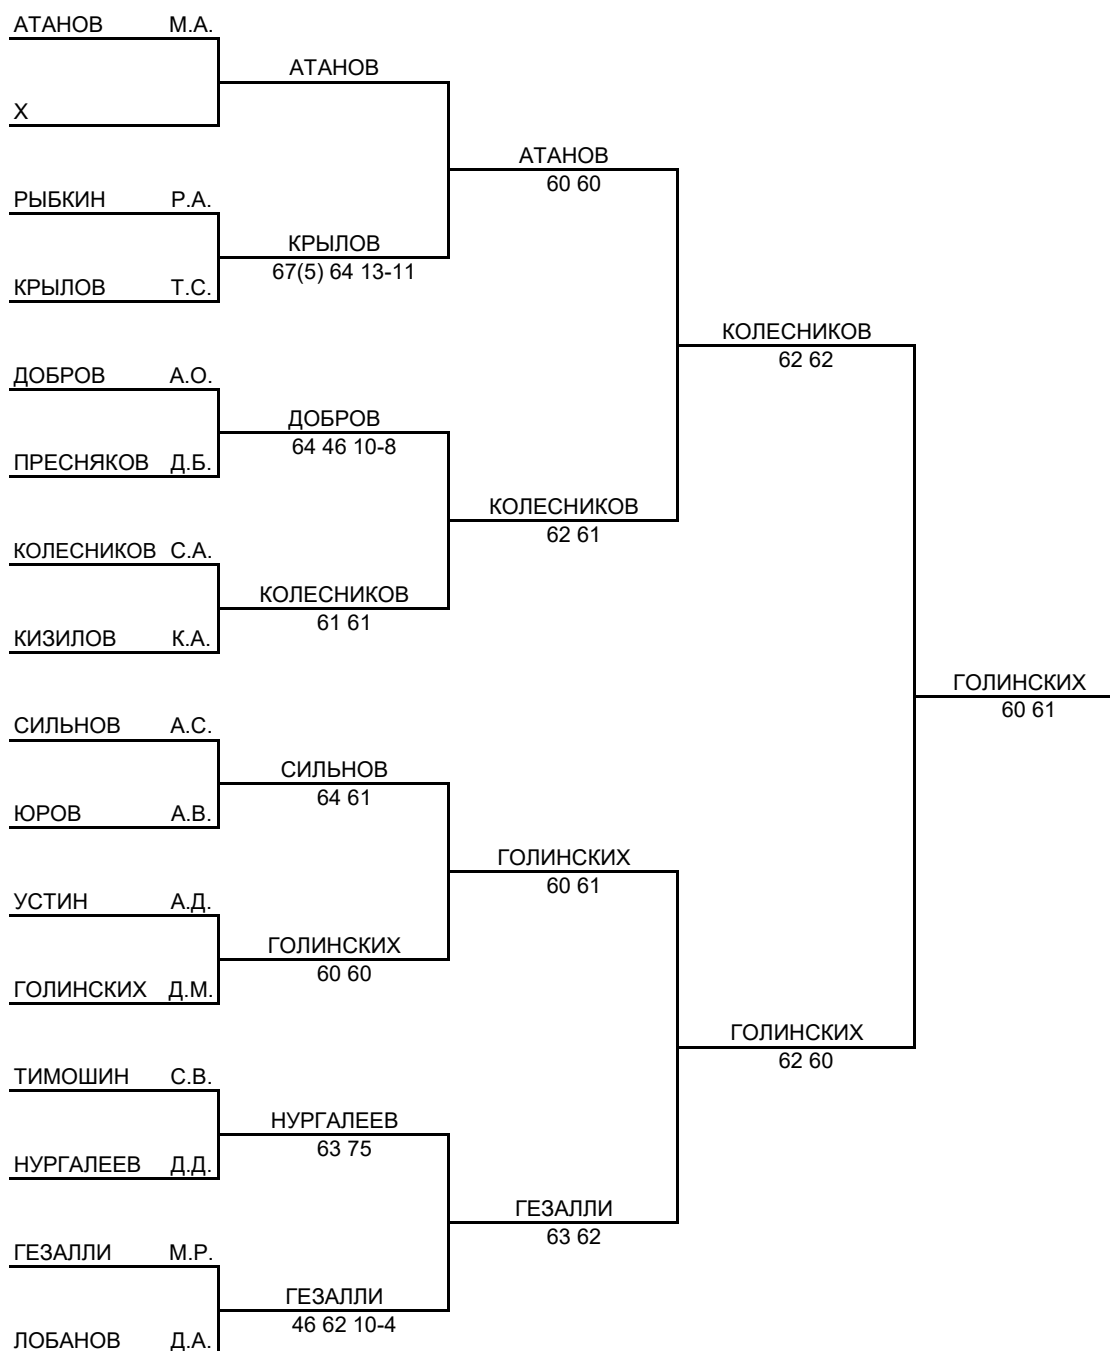 АТАНОВ М.А.
АТАНОВ
Х
АТАНОВ
60 60
РЫБКИН Р.А.
КРЫЛОВ
67(5) 64 13-11
КРЫЛОВ Т.С.
КОЛЕСНИКОВ
62 62
ДОБРОВ А.О.
ДОБРОВ
64 46 10-8
ПРЕСНЯКОВ Д.Б.
КОЛЕСНИКОВ
62 61
КОЛЕСНИКОВ С.А.
КОЛЕСНИКОВ
61 61
КИЗИЛОВ К.А.
ГОЛИНСКИХ
60 61
СИЛЬНОВ А.С.
СИЛЬНОВ
64 61
ЮРОВ А.В.
ГОЛИНСКИХ
60 61
УСТИН А.Д.
ГОЛИНСКИХ
60 60
ГОЛИНСКИХ Д.М.
ГОЛИНСКИХ
62 60
ТИМОШИН С.В.
НУРГАЛЕЕВ
63 75
НУРГАЛЕЕВ Д.Д.
ГЕЗАЛЛИ
63 62
ГЕЗАЛЛИ М.Р.
ГЕЗАЛЛИ
46 62 10-4
ЛОБАНОВ Д.А.